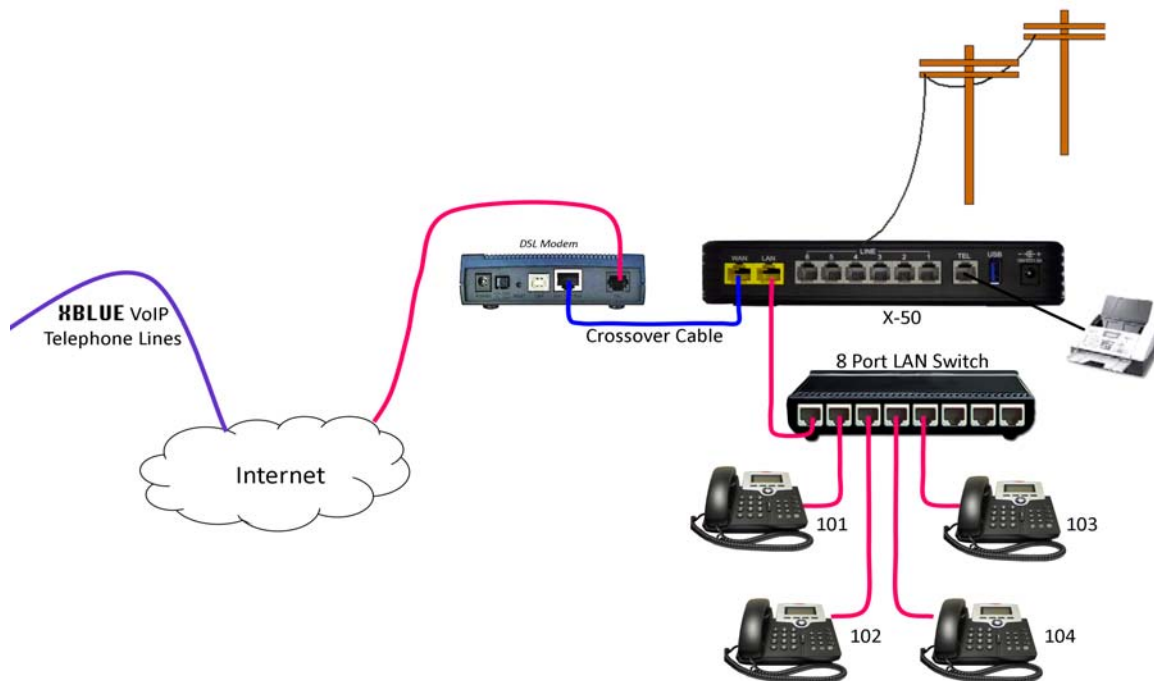 DSL Modem
WAN
LAN
LINE
6 5 4 3 2 1
TEL
USB
X-50
XBLUE VoIP
Telephone Lines
Crossover Cable
8 Port LAN Switch
Internet
101
103
102
104